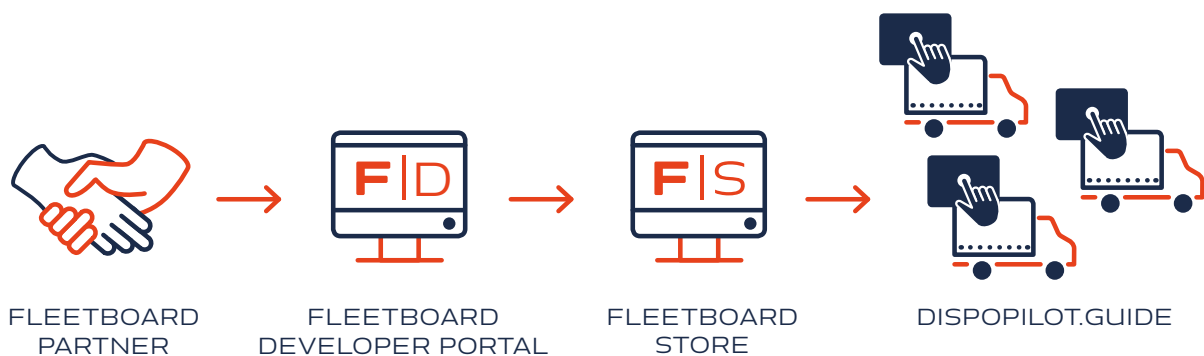 F|D
F|S
FLEETBOARD
PARTNER
FLEETBOARD
DEVELOPER PORTAL
FLEETBOARD
STORE
DISPOPILOT.GUIDE